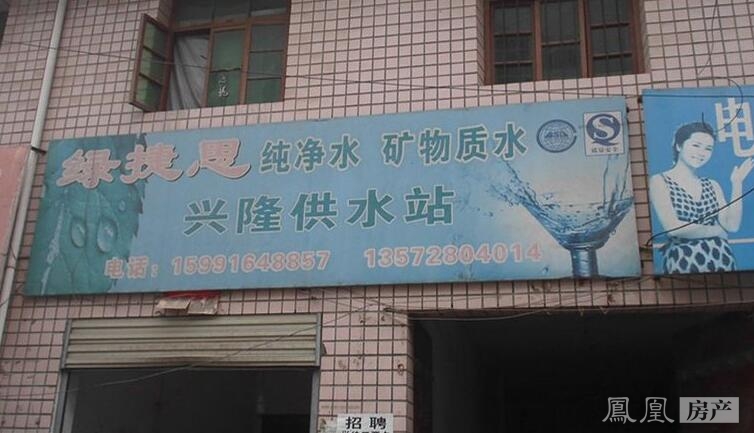 绿捷恩 纯净水 矿物质水
兴隆供水站
电话：15991648857 13572804014
电
招聘
鳳凰 房产